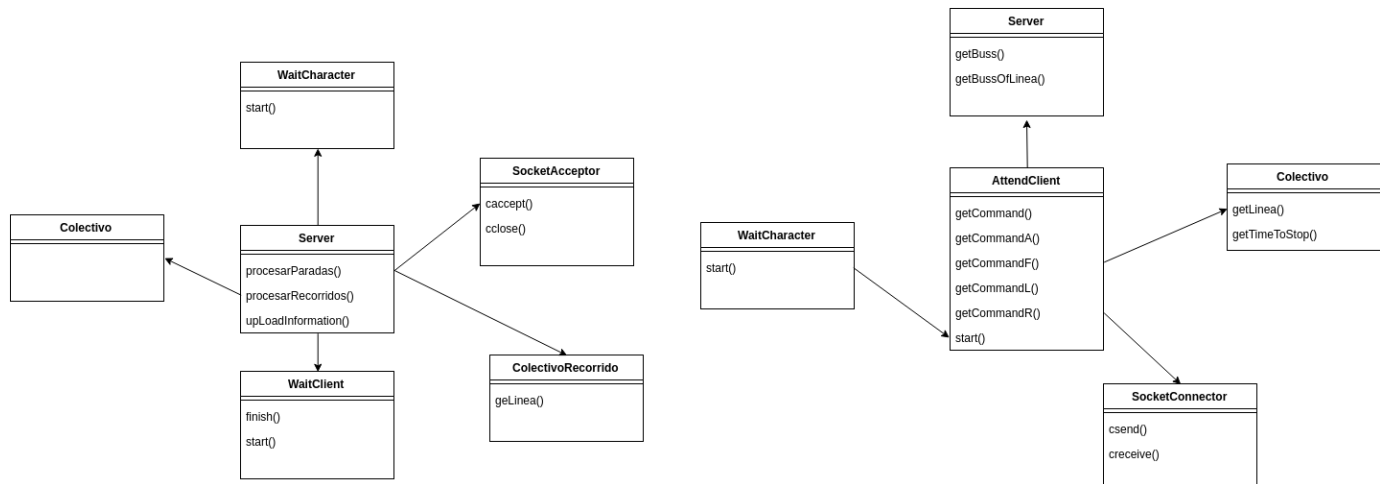 WaitCharacter
start()
SocketAcceptor
caccept()
cclose()
Colectivo
Server
procesarParadas()
procesarRecorridos()
upLoadInformation()
ColectivoRecorrido
geLinea()
WaitClient
finish()
start()
Server
getBuss()
getBussOfLinea()
AttendClient
getCommand()
getCommandA()
getCommandF()
getCommandL()
getCommandR()
start()
Colectivo
getLinea()
getTimeToStop()
WaitCharacter
start()
SocketConnector
csend()
creceive()